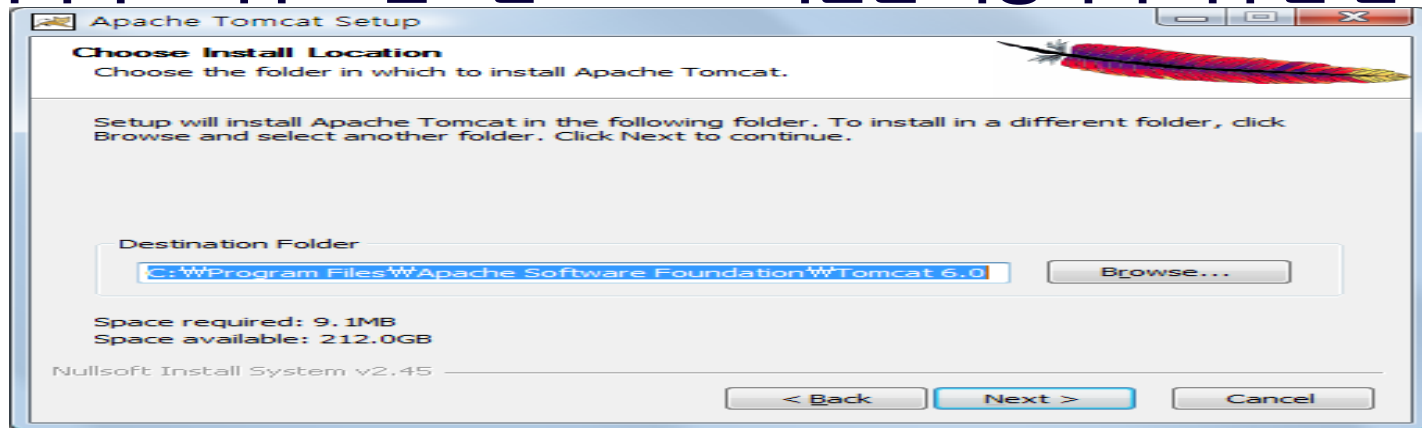 Apache Tomcat Setup
Choose Install Location
Choose the folder in which to install Apache Tomcat.
Setup will install Apache Tomcat in the following folder. To install in a different folder, click
Browse and select another folder. Click Next to continue.
Destination Folder
C:₩Program Files₩Apache Software Foundation₩Tomcat 6.0
Browse...
Space required: 9.1MB
Space available: 212.0GB
Nullsoft Install System v2.45
< Back
Next >
Cancel